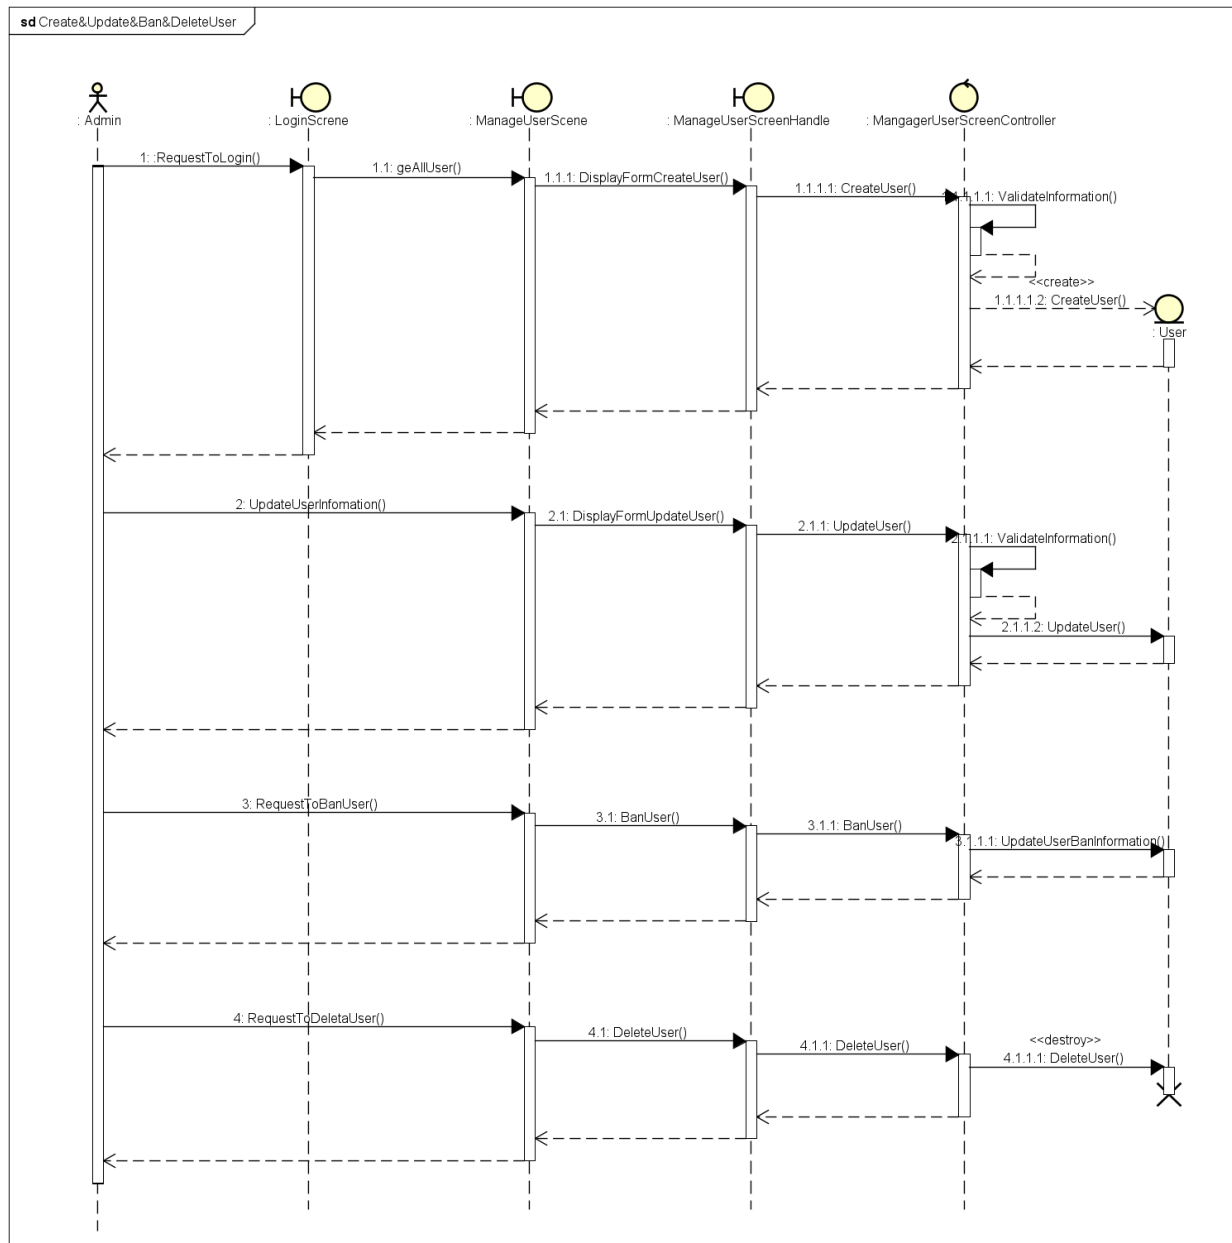 sd Create&Update&Ban&DeleteUser
: Admin
: LoginScrene
: ManageUserScene
: ManageUserScreenHandle
: MangagerUserScreenController
1: :RequestToLogin()
1.1: geAllUser()
1.1.1: DisplayFormCreateUser()
1.1.1.1: CreateUser()
1.1.1.1.1: ValidateInformation()
<<create>>
1.1.1.1.2: CreateUser()
: User
2: UpdateUserInfomation()
2.1: DisplayFormUpdateUser()
2.1.1: UpdateUser()
2.1.1.1: ValidateInformation()
2.1.1.2: UpdateUser()
3: RequestToBanUser()
3.1: BanUser()
3.1.1: BanUser()
3.1.1.1: UpdateUserBanInformation()
4: RequestToDeletaUser()
4.1: DeleteUser()
4.1.1: DeleteUser()
<<destroy>>
4.1.1.1: DeleteUser()